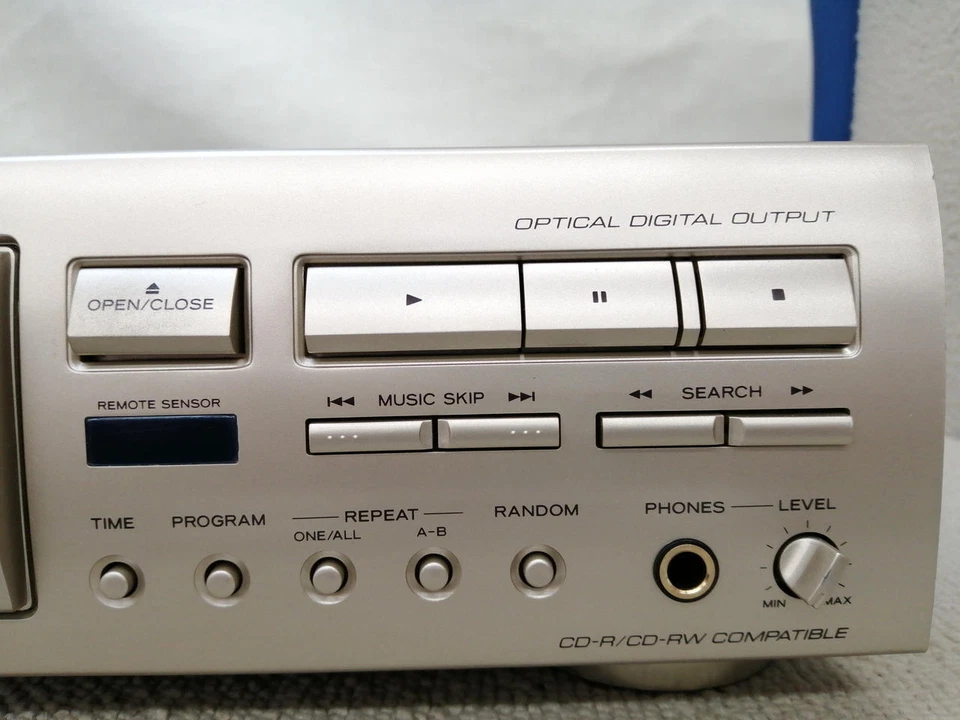 OPTICAL DIGITAL OUTPUT
OPEN/CLOSE
REMOTE SENSOR
MUSIC SKIP
SEARCH
TIME
PROGRAM
REPEAT
ONE/ALL
A-B
RANDOM
PHONES
LEVEL
MIN
MAX
CD-R/CD-RW COMPATIBLE